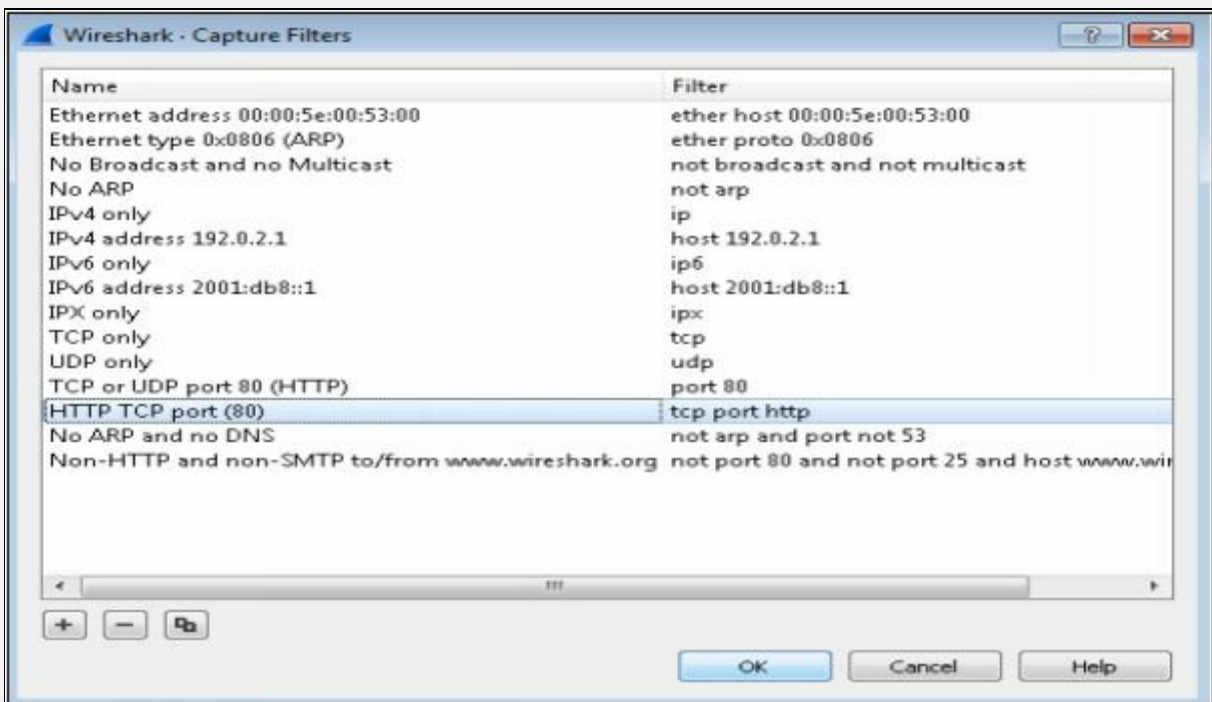 Wireshark · Capture Filters
Name Filter
Ethernet address 00:00:5e:00:53:00 ether host 00:00:5e:00:53:00
Ethernet type 0x0806 (ARP) ether proto 0x0806
No Broadcast and no Multicast not broadcast and not multicast
No ARP not arp
IPv4 only ip
IPv4 address 192.0.2.1 host 192.0.2.1
IPv6 only ip6
IPv6 address 2001:db8::1 host 2001:db8::1
IPX only ipx
TCP only tcp
UDP only udp
TCP or UDP port 80 (HTTP) port 80
HTTP TCP port (80) tcp port http
No ARP and no DNS not arp and port not 53
Non-HTTP and non-SMTP to/from www.wireshark.org not port 80 and not port 25 and host www.wir
OK Cancel Help